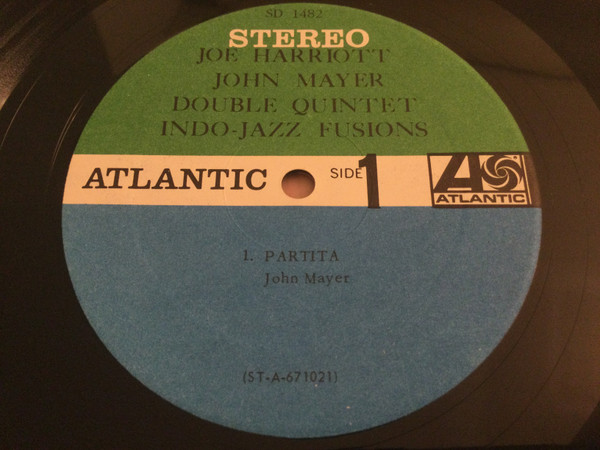 SD 1482
STEREO
JOE HARRIOTT
JOHN MAYER
DOUBLE QUINTET
INDO-JAZZ FUSIONS
ATLANTIC SIDE 1 ATLANTIC
1. PARTITA
John Mayer
(ST-A-671021)